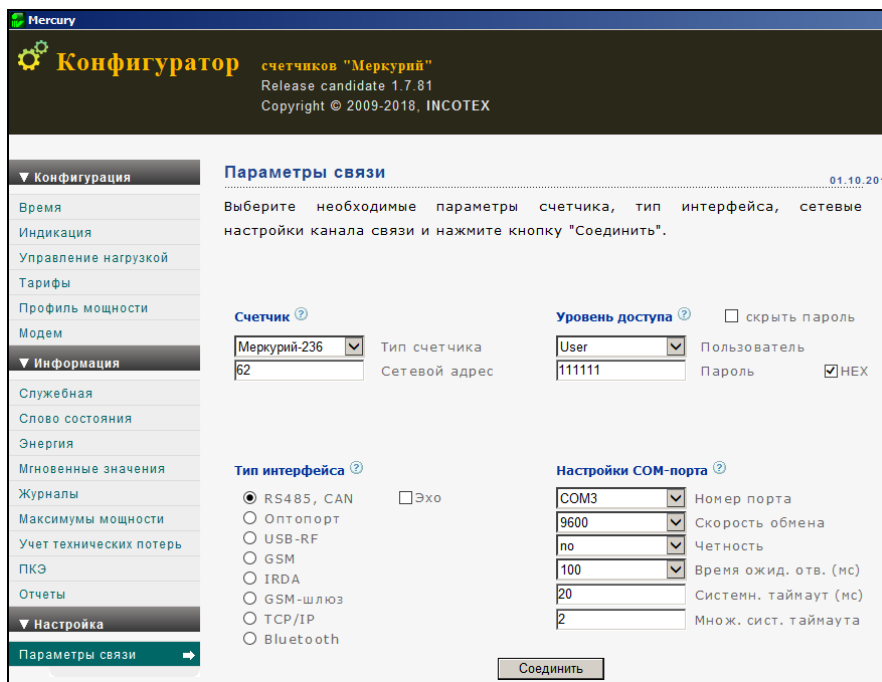 Mercury
Конфигуратор счетчиков "Меркурий"
Release candidate 1.7.81
Copyright © 2009-2018, INCOTEX
▼ Конфигурация
Время
Индикация
Управление нагрузкой
Тарифы
Профиль мощности
Модем
▼ Информация
Служебная
Слово состояния
Энергия
Мгновенные значения
Журналы
Максимумы мощности
Учет технических потерь
ПКЭ
Отчеты
▼ Настройка
Параметры связи
Параметры связи
01.10.20
Выберите необходимые параметры счетчика, тип интерфейса, сетевые
настройки канала связи и нажмите кнопку "Соединить".
Счетчик ?
Меркурий-236 Тип счетчика
62 Сетевой адрес
Уровень доступа ? скрыть пароль
User Пользователь
111111 Пароль HEX
Тип интерфейса ?
RS485, CAN Эхо
Оптопорт
USB-RF
GSM
IRDA
GSM-шлюз
TCP/IP
Bluetooth
Настройки COM-порта ?
COM3 Номер порта
9600 Скорость обмена
no Четность
100 Время ожид. отв. (мс)
20 Системн. таймаут (мс)
2 Множ. сист. таймаута
Соединить